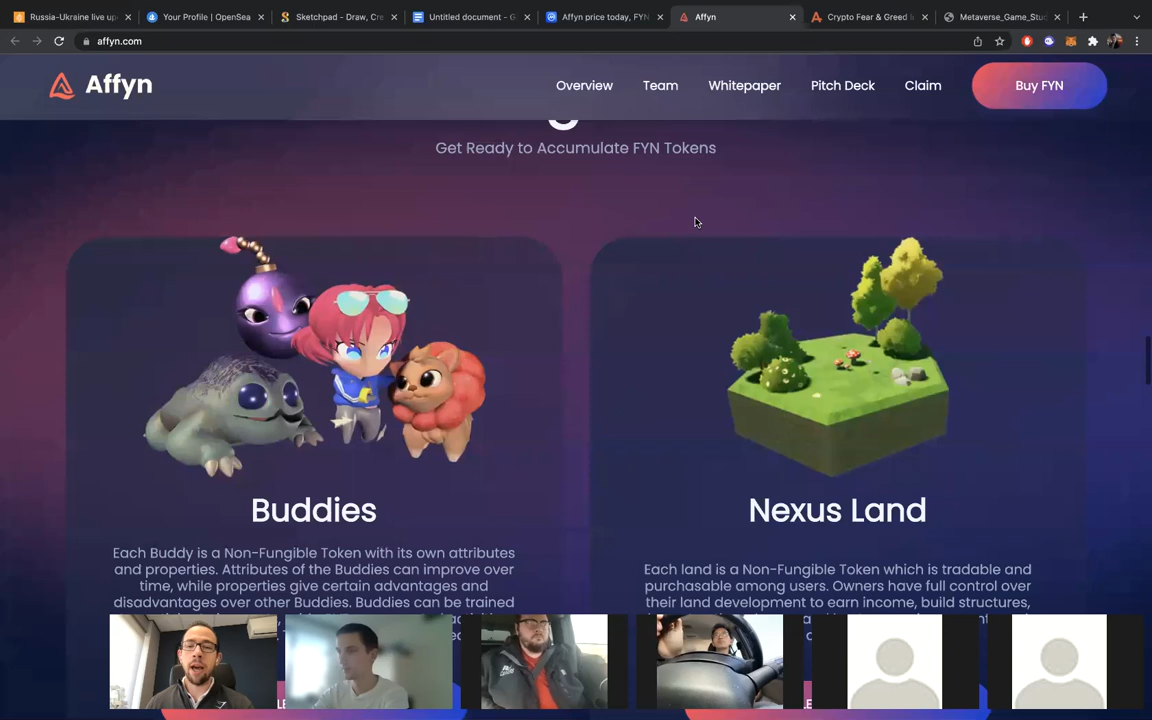 Russia-Ukraine live up
Your Profile | OpenSea
Sketchpad - Draw, Cre
Untitled document - G
Affyn price today, FYN
Affyn
Crypto Fear & Greed I
Metaverse_Game_Stu
affyn.com
Affyn
Overview
Team
Whitepaper
Pitch Deck
Claim
Buy FYN
Get Ready to Accumulate FYN Tokens
Buddies
Each Buddy is a Non-Fungible Token with its own attributes
and properties. Attributes of the Buddies can improve over
time, while properties give certain advantages and
disadvantages over other Buddies. Buddies can be trained
Nexus Land
Each land is a Non-Fungible Token which is tradable and
purchasable among users. Owners have full control over
their land development to earn income, build structures,